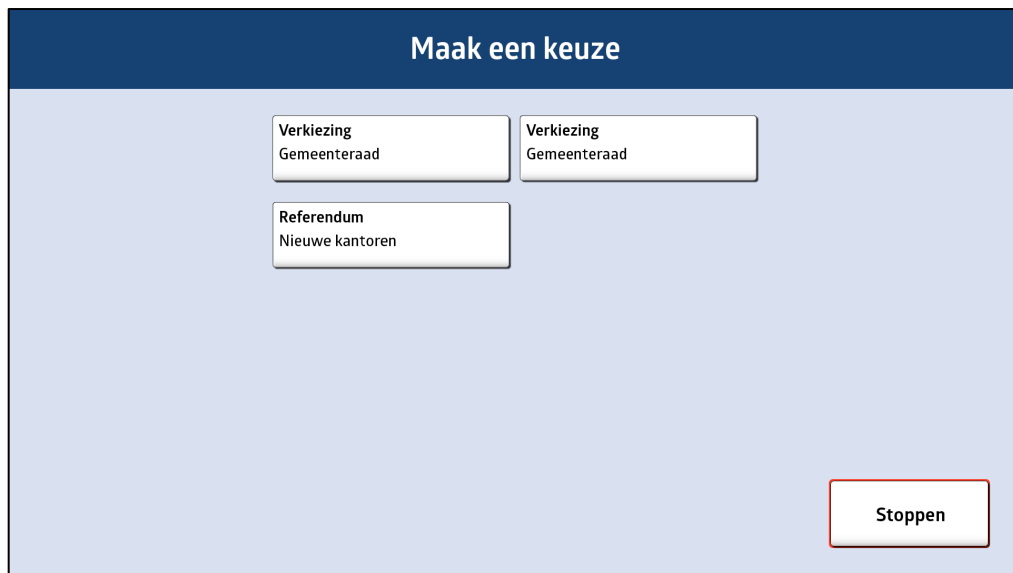 Maak een keuze
Verkiezing
Gemeenteraad
Verkiezing
Gemeenteraad
Referendum
Nieuwe kantoren
Stoppen